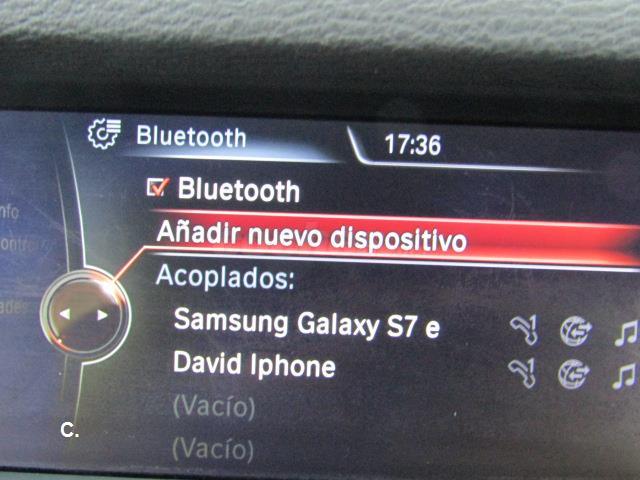 Bluetooth 17:36
Bluetooth
Añadir nuevo dispositivo
Acoplados:
Samsung Galaxy S7 e
David Iphone
(Vacío)
(Vacío)
C.